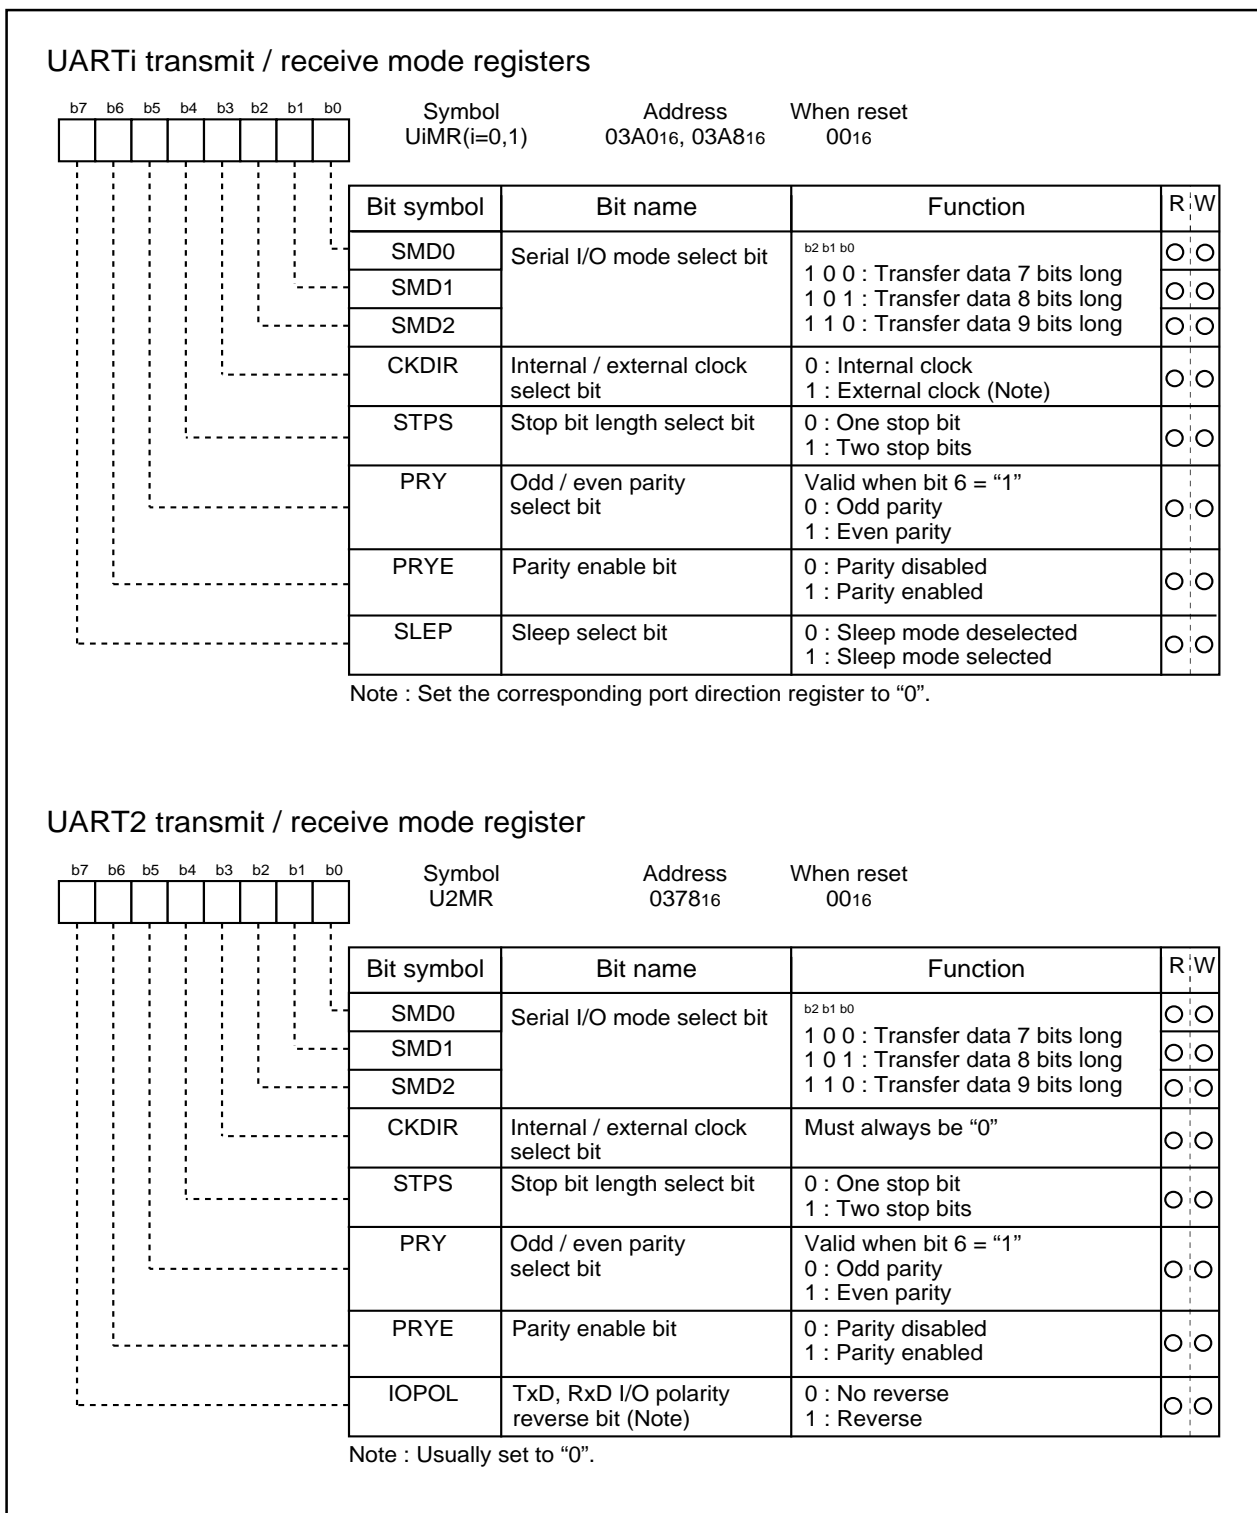 UARTi transmit / receive mode registers
b7 b6 b5 b4 b3 b2 b1 b0
Symbol Address When reset
UiMR(i=0,1) 03A016, 03A816 0016
Bit symbol Bit name Function R W
SMD0 Serial I/O mode select bit b2 b1 b0
1 0 0 : Transfer data 7 bits long
SMD1 1 0 1 : Transfer data 8 bits long
SMD2 1 1 0 : Transfer data 9 bits long
CKDIR Internal / external clock 0 : Internal clock
select bit 1 : External clock (Note)
STPS Stop bit length select bit 0 : One stop bit
1 : Two stop bits
PRY Odd / even parity Valid when bit 6 = “1”
select bit 0 : Odd parity
1 : Even parity
PRYE Parity enable bit 0 : Parity disabled
1 : Parity enabled
SLEP Sleep select bit 0 : Sleep mode deselected
1 : Sleep mode selected
Note : Set the corresponding port direction register to “0”.
UART2 transmit / receive mode register
b7 b6 b5 b4 b3 b2 b1 b0
Symbol Address When reset
U2MR 037816 0016
Bit symbol Bit name Function R W
SMD0 Serial I/O mode select bit b2 b1 b0
1 0 0 : Transfer data 7 bits long
SMD1 1 0 1 : Transfer data 8 bits long
SMD2 1 1 0 : Transfer data 9 bits long
CKDIR Internal / external clock Must always be “0”
select bit
STPS Stop bit length select bit 0 : One stop bit
1 : Two stop bits
PRY Odd / even parity Valid when bit 6 = “1”
select bit 0 : Odd parity
1 : Even parity
PRYE Parity enable bit 0 : Parity disabled
1 : Parity enabled
IOPOL TxD, RxD I/O polarity 0 : No reverse
reverse bit (Note) 1 : Reverse
Note : Usually set to “0”.